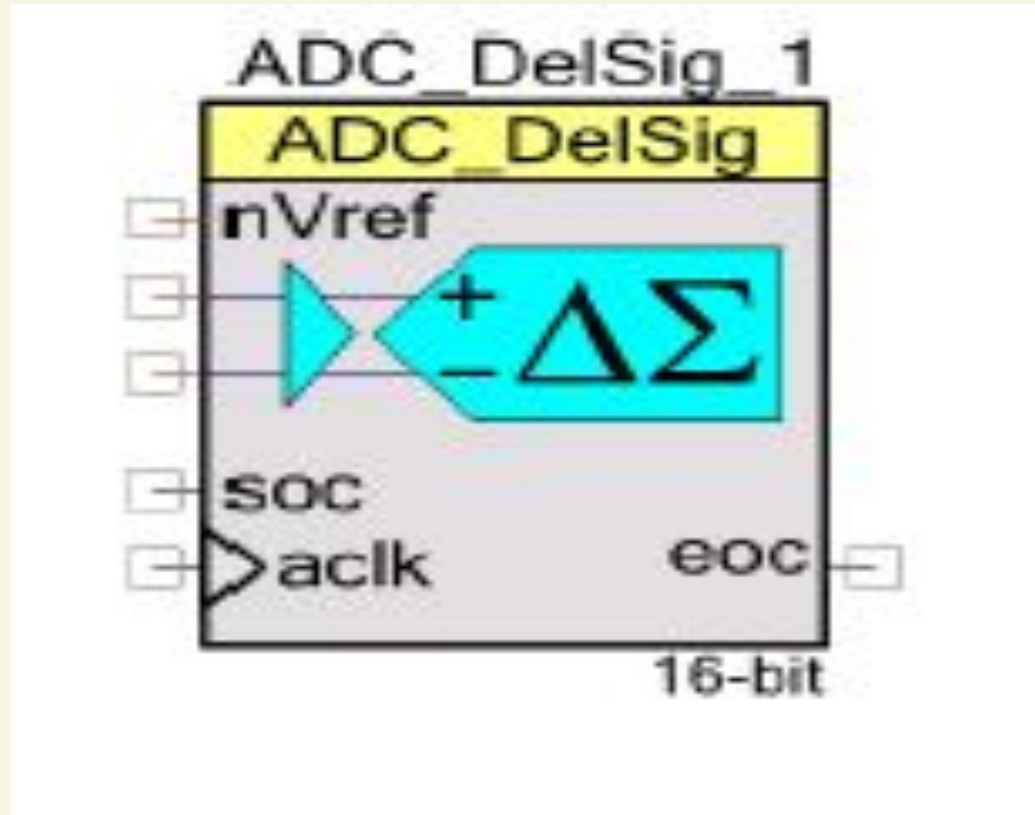 ADC_DelSig_1
ADC_DelSig
nVref
+
− ΔΣ
soc
aclk
eoc
16-bit